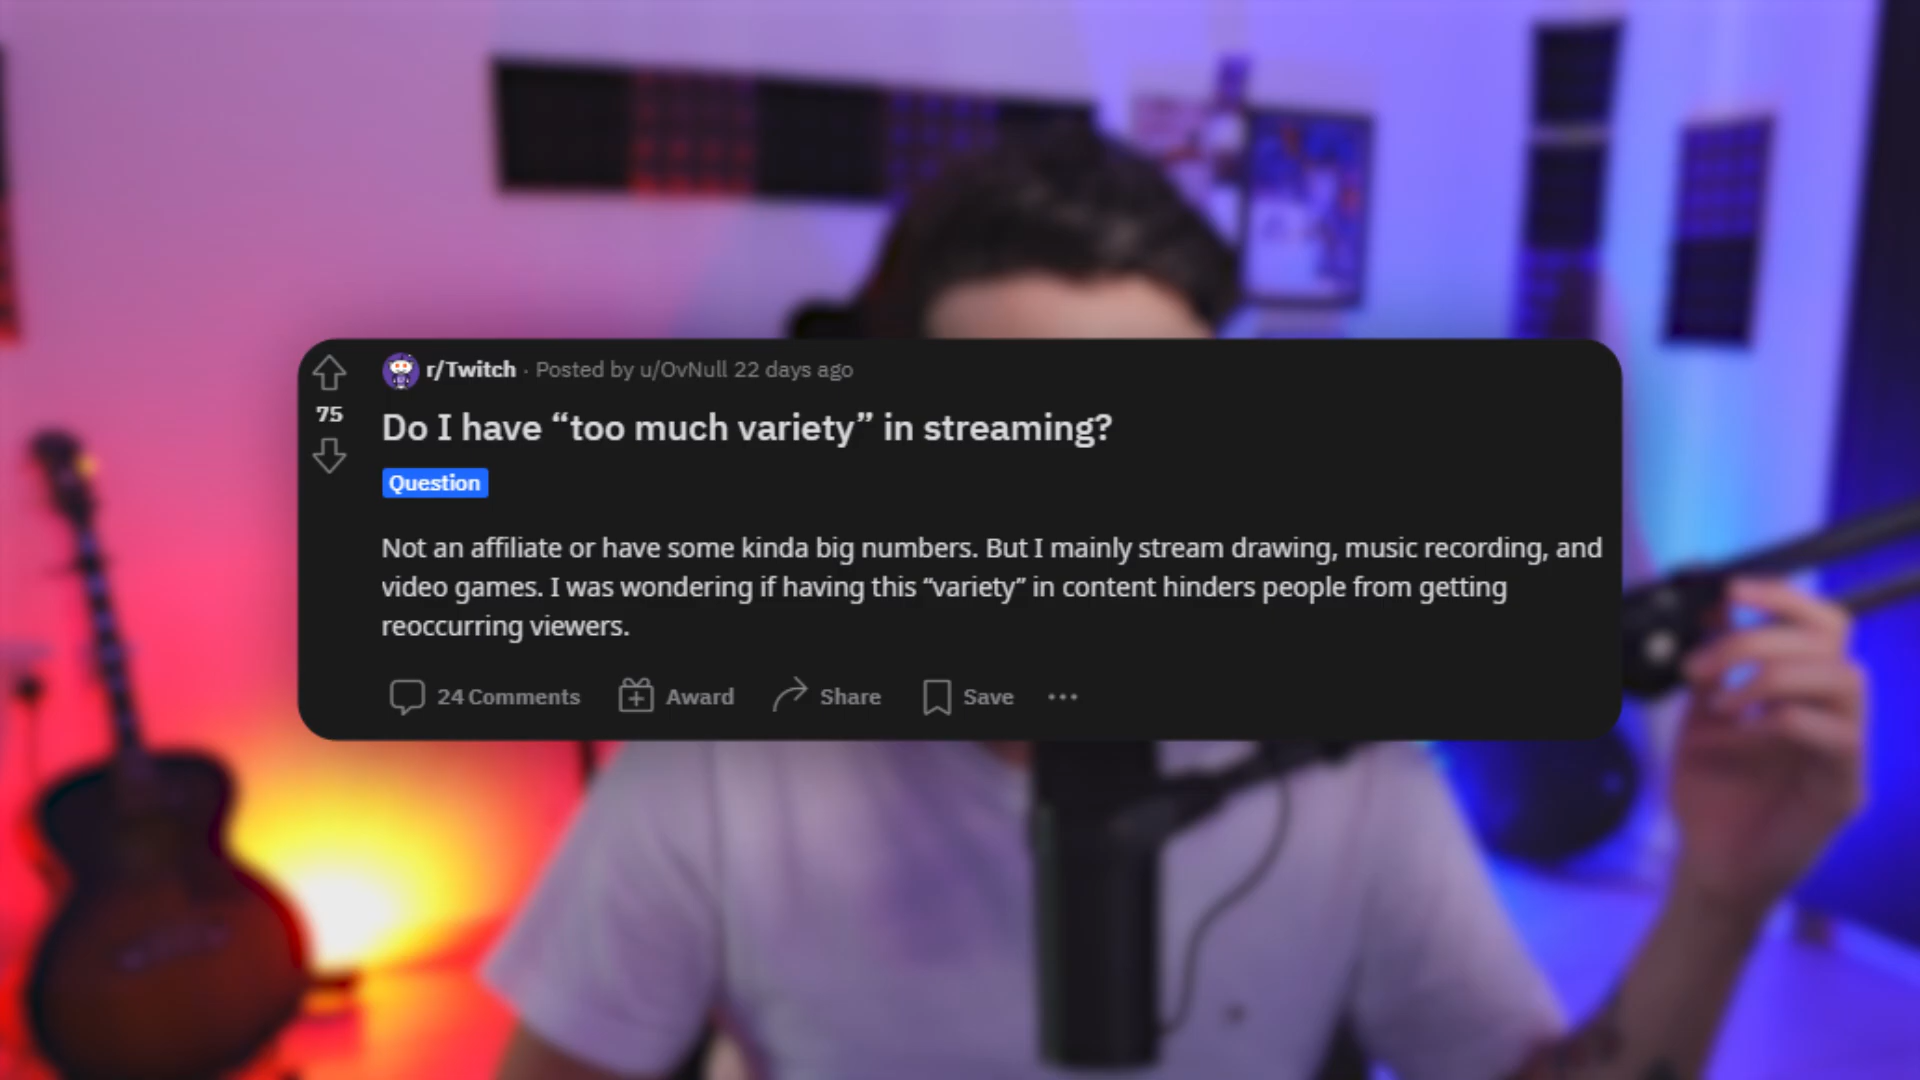 r/Twitch · Posted by u/OvNull 22 days ago
75
Do I have “too much variety” in streaming?
Question
Not an affiliate or have some kinda big numbers. But I mainly stream drawing, music recording, and
video games. I was wondering if having this “variety” in content hinders people from getting
reoccurring viewers.
24 Comments Award Share Save ···